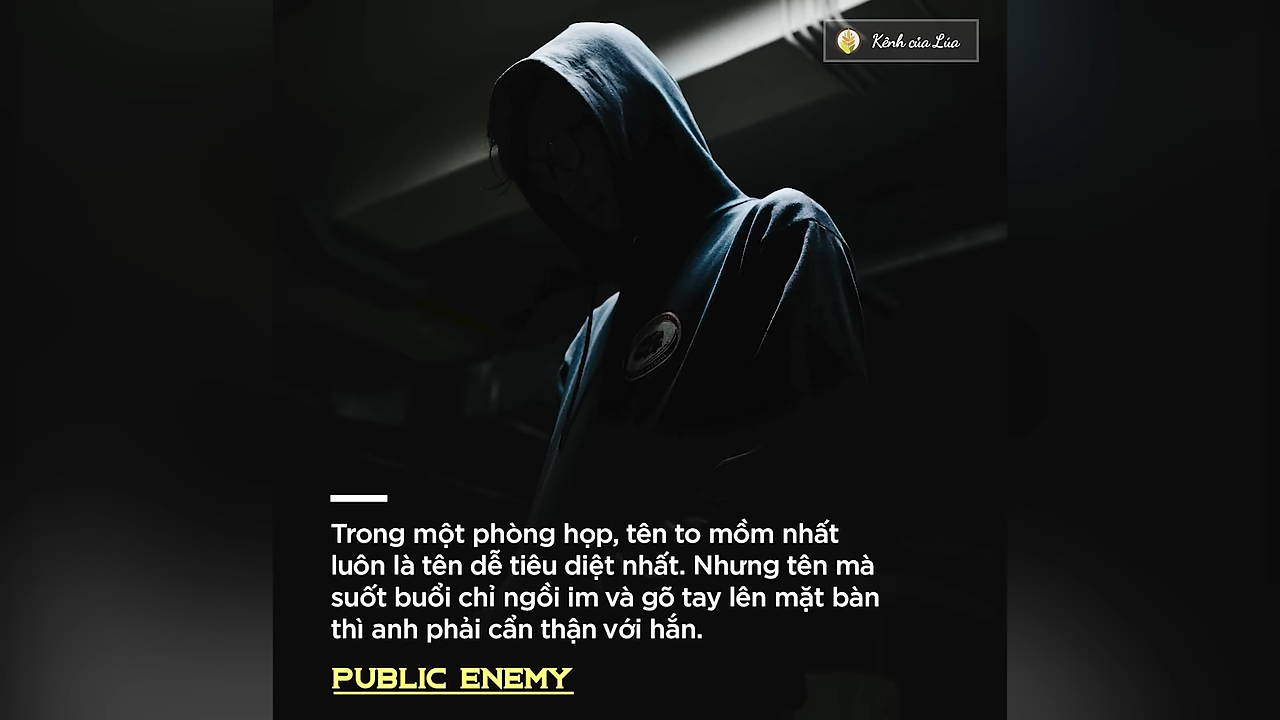 Kênh của Lúa
Trong một phòng họp, tên to mồm nhất
luôn là tên dễ tiêu diệt nhất. Nhưng tên mà
suốt buổi chỉ ngồi im và gõ tay lên mặt bàn
thì anh phải cẩn thận với hắn.
PUBLIC ENEMY